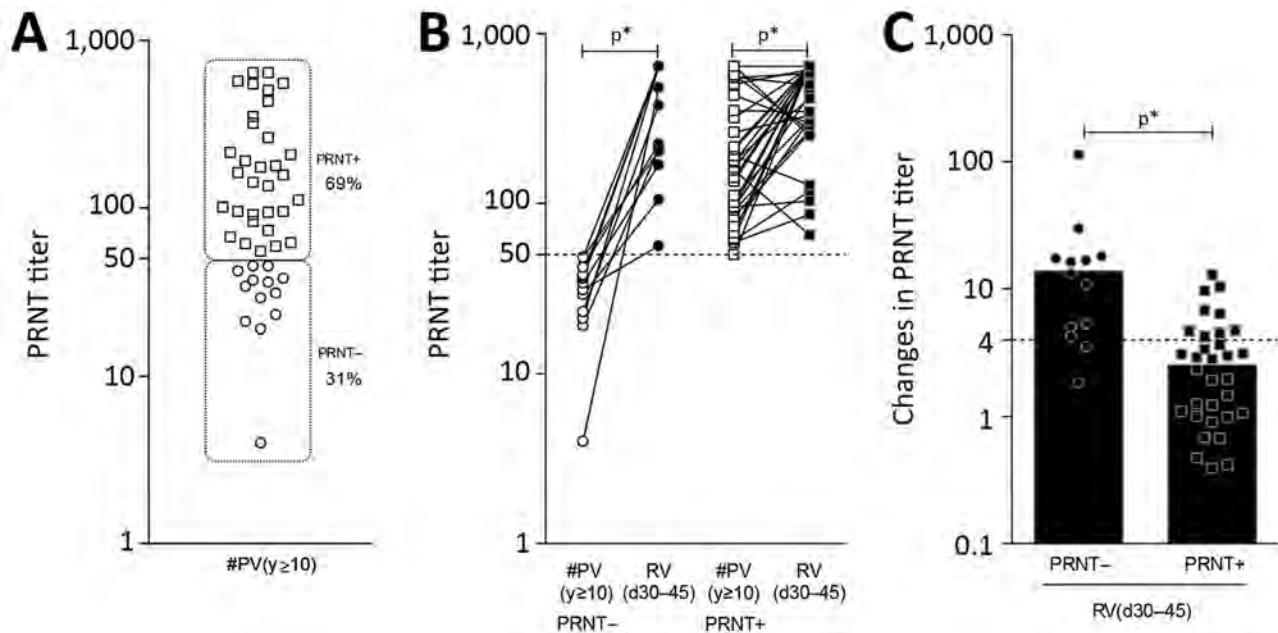 A
PRNT titer
1,000
100
50
10
1
PRNT+
69%
PRNT–
31%
#PV(y≥10)
B
PRNT titer
1,000
100
50
10
1
p*
p*
#PV
(y≥10)
RV
(d30–45)
#PV
(y≥10)
RV
(d30–45)
PRNT–
PRNT+
C
Changes in PRNT titer
1,000
100
10
4
1
0.1
p*
PRNT–
PRNT+
RV(d30–45)